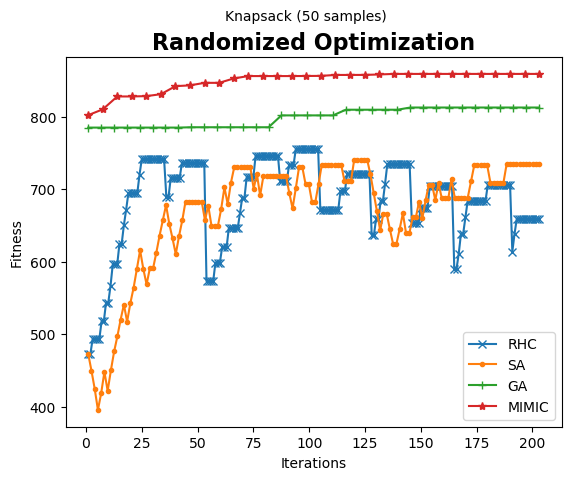 Knapsack (50 samples)
Randomized Optimization
Fitness
800
700
600
500
400
0 25 50 75 100 125 150 175 200
Iterations
RHC
SA
GA
MIMIC